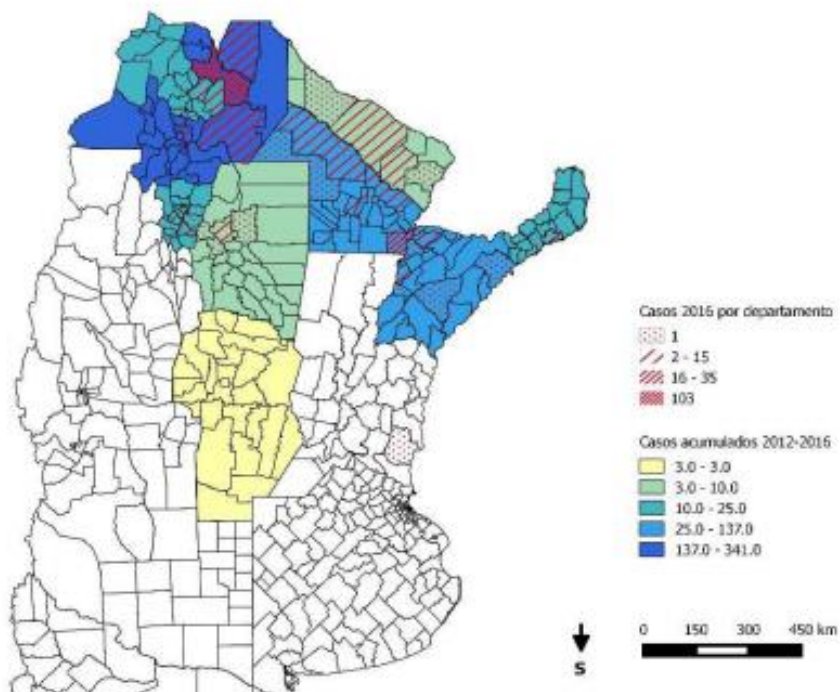 Casos 2016 por departamento
1
2 - 15
16 - 35
103
Casos acumulados 2012-2016
3.0 - 3.0
3.0 - 10.0
10.0 - 25.0
25.0 - 137.0
137.0 - 341.0
S
0 150 300 450 km